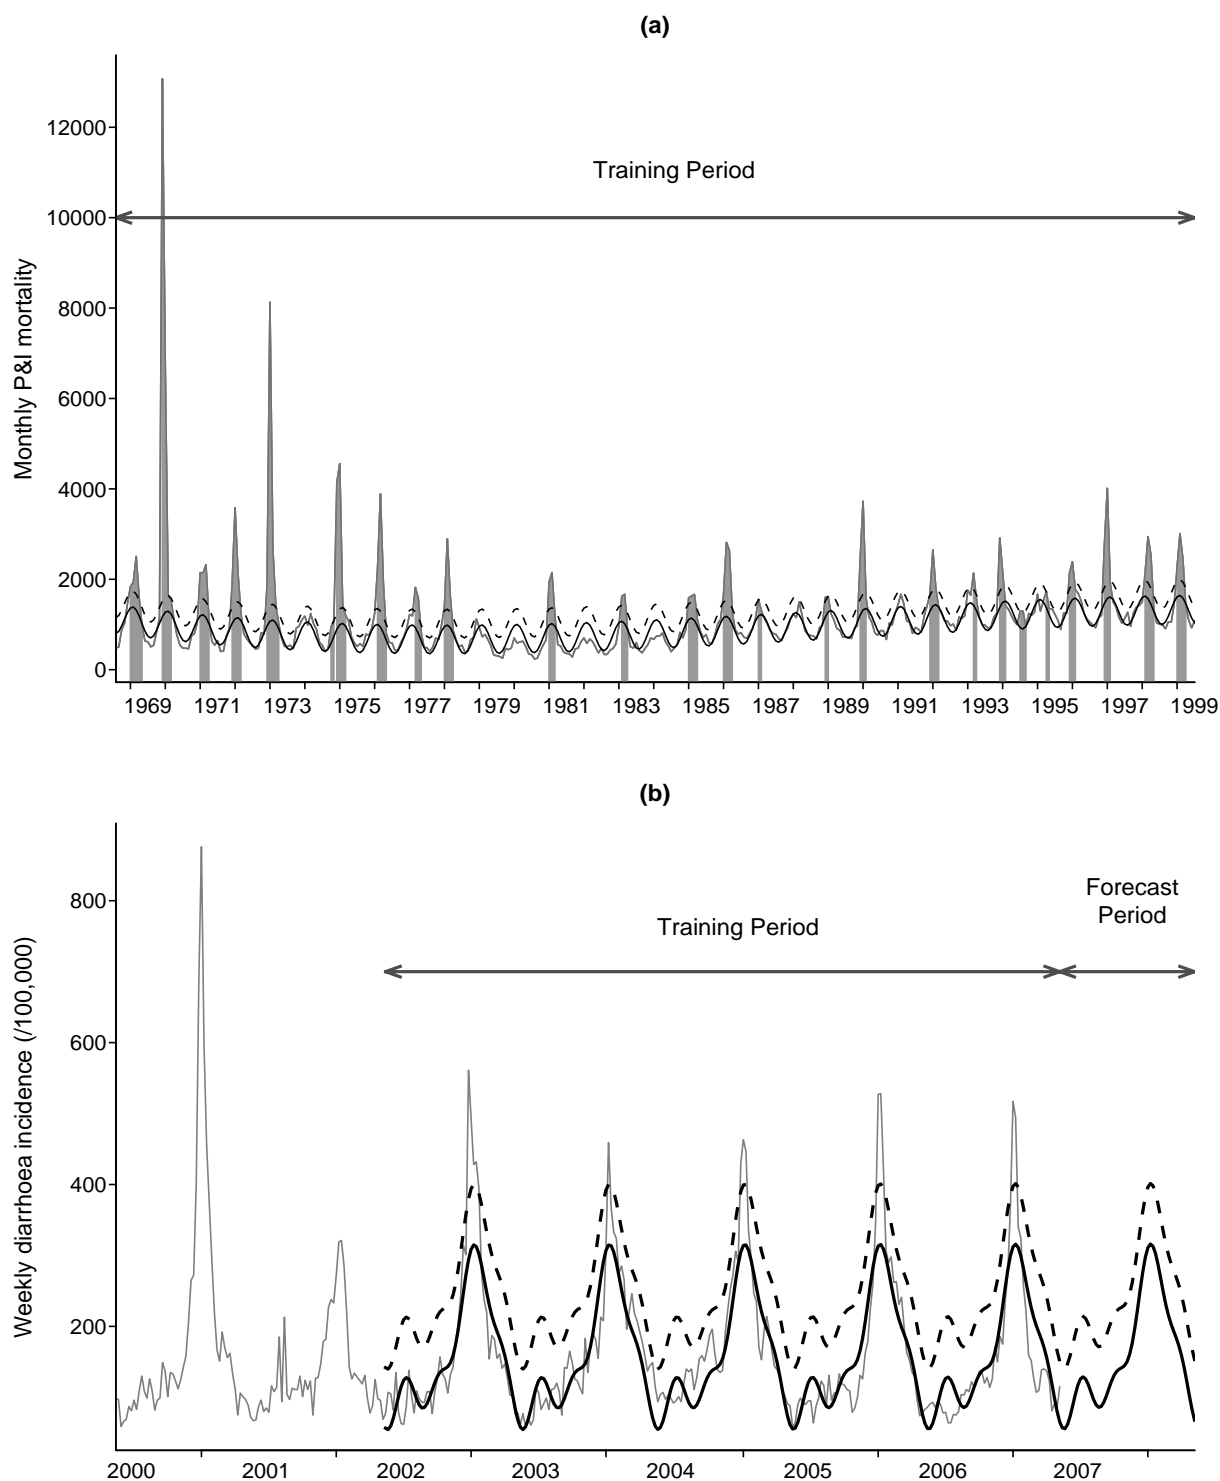 (a)
Monthly P&I mortality
12000
10000
8000
6000
4000
2000
0
Training Period
1969 1971 1973 1975 1977 1979 1981 1983 1985 1987 1989 1991 1993 1995 1997 1999
(b)
Weekly diarrhoea incidence (/100,000)
800
600
400
200
Training Period
Forecast
Period
2000 2001 2002 2003 2004 2005 2006 2007